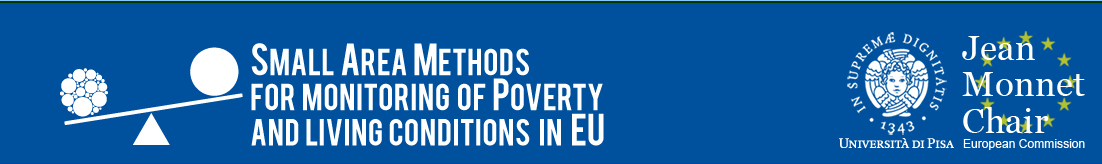 SMALL AREA METHODS
FOR MONITORING OF POVERTY
AND LIVING CONDITIONS IN EU
IN SUPREMÆ DIGNITATIS
· 1343 ·
UNIVERSITÀ DI PISA
Jean
Monnet
Chair
European Commission